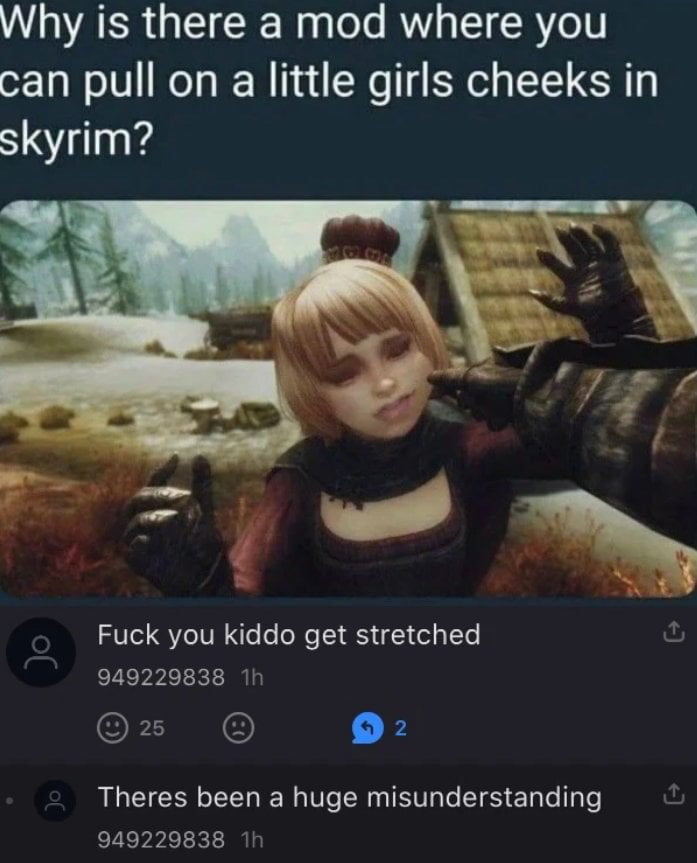 Why is there a mod where you
can pull on a little girls cheeks in
skyrim?
Fuck you kiddo get stretched
949229838 1h
25
2
Theres been a huge misunderstanding
949229838 1h